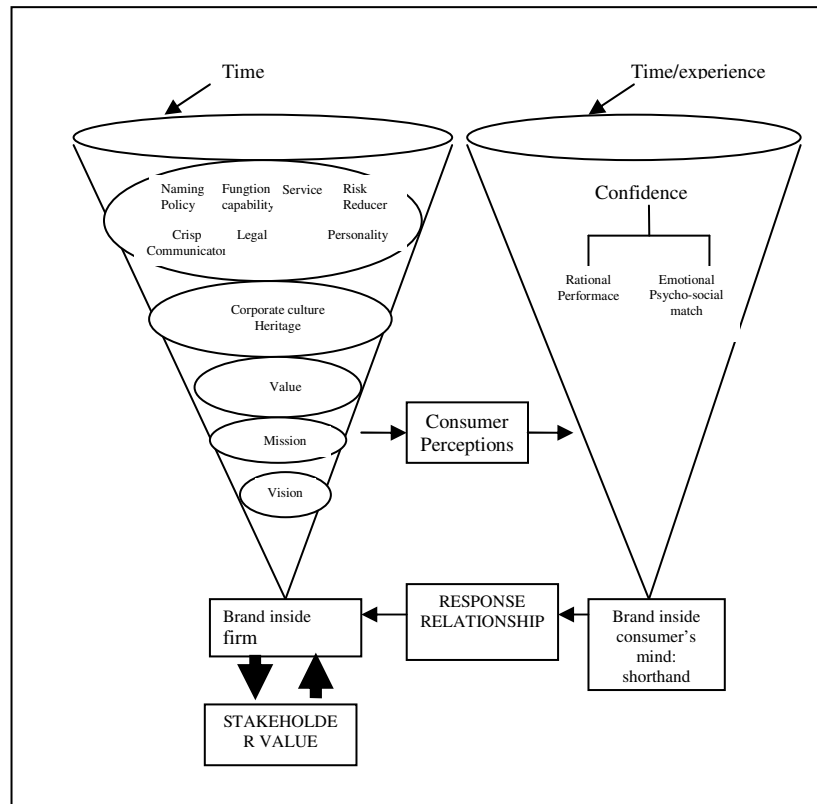 Time
Time/experience
Naming
Policy
Fungtion
capability
Service
Risk
Reducer
Crisp
Communicator
Legal
Personality
Confidence
Rational
Performace
Emotional
Psycho-social
match
Corporate culture
Heritage
Value
Mission
Vision
Consumer
Perceptions
Brand inside
firm
RESPONSE
RELATIONSHIP
Brand inside
consumer’s
mind:
shorthand
STAKEHOLDE
R VALUE